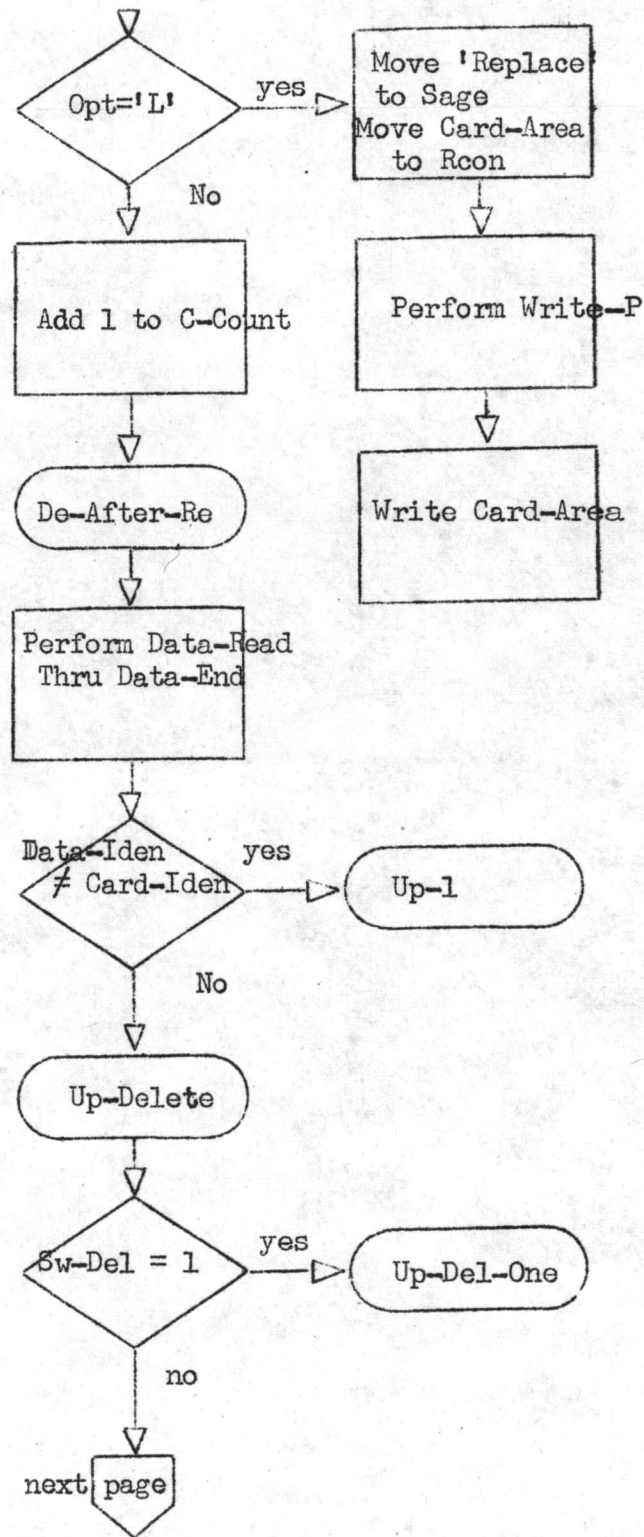 Opt='L'
yes
Move 'Replace'
to Sage
Move Card-Area
to Rcon
No
Add 1 to C-Count
Perform Write-P
De-After-Re
Write Card-Area
Perform Data-Read
Thru Data-End
Data-Iden
≠ Card-Iden
yes
Up-1
No
Up-Delete
Sw-Del = 1
yes
Up-Del-One
no
next page